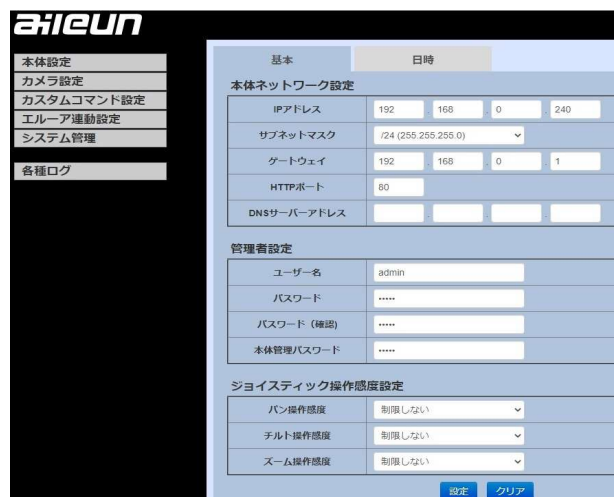 aileun
本体設定
カメラ設定
カスタムコマンド設定
エルーア連動設定
システム管理
各種ログ
基本 日時
本体ネットワーク設定
IPアドレス 192 . 168 . 0 . 240
サブネットマスク /24 (255.255.255.0)
ゲートウェイ 192 . 168 . 0 . 1
HTTPポート 80
DNSサーバーアドレス . . .
管理者設定
ユーザー名 admin
パスワード •••••
パスワード（確認) •••••
本体管理パスワード •••••
ジョイスティック操作感度設定
パン操作感度 制限しない
チルト操作感度 制限しない
ズーム操作感度 制限しない
設定 クリア